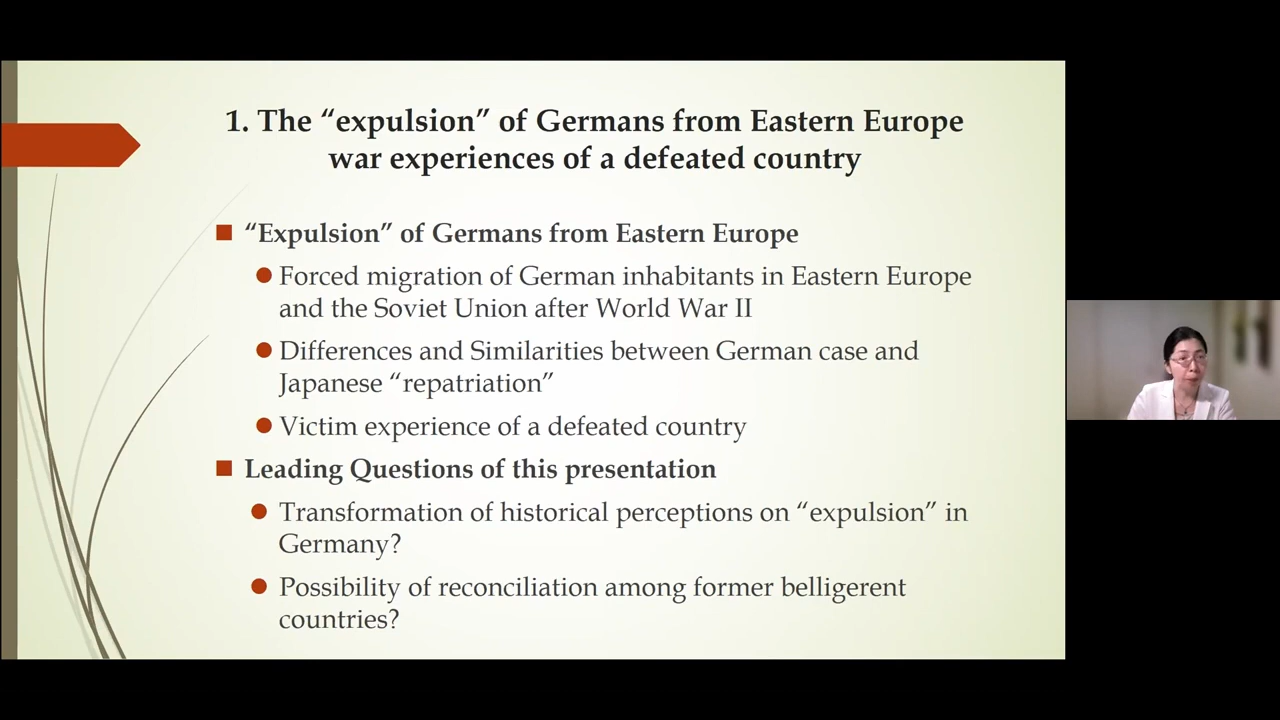 1. The “expulsion” of Germans from Eastern Europe
war experiences of a defeated country
“Expulsion” of Germans from Eastern Europe
Forced migration of German inhabitants in Eastern Europe
and the Soviet Union after World War II
Differences and Similarities between German case and
Japanese “repatriation”
Victim experience of a defeated country
Leading Questions of this presentation
Transformation of historical perceptions on “expulsion” in
Germany?
Possibility of reconciliation among former belligerent
countries?